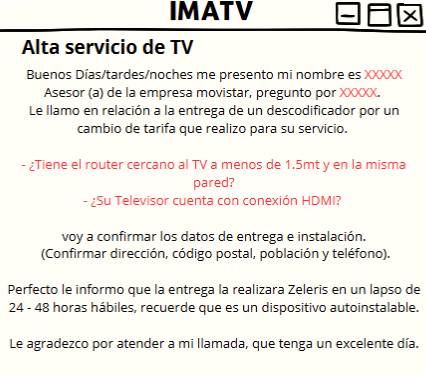 IMATV
Alta servicio de TV
Buenos Días/tardes/noches me presento mi nombre es XXXXX
Asesor (a) de la empresa movistar, pregunto por XXXXX.
Le llamo en relación a la entrega de un descodificador por un
cambio de tarifa que realizo para su servicio.
- ¿Tiene el router cercano al TV a menos de 1.5mt y en la misma
pared?
- ¿Su Televisor cuenta con conexión HDMI?
voy a confirmar los datos de entrega e instalación.
(Confirmar dirección, código postal, población y teléfono).
Perfecto le informo que la entrega la realizara Zeleris en un lapso de
24 - 48 horas hábiles, recuerde que es un dispositivo autoinstalable.
Le agradezco por atender a mi llamada, que tenga un excelente día.